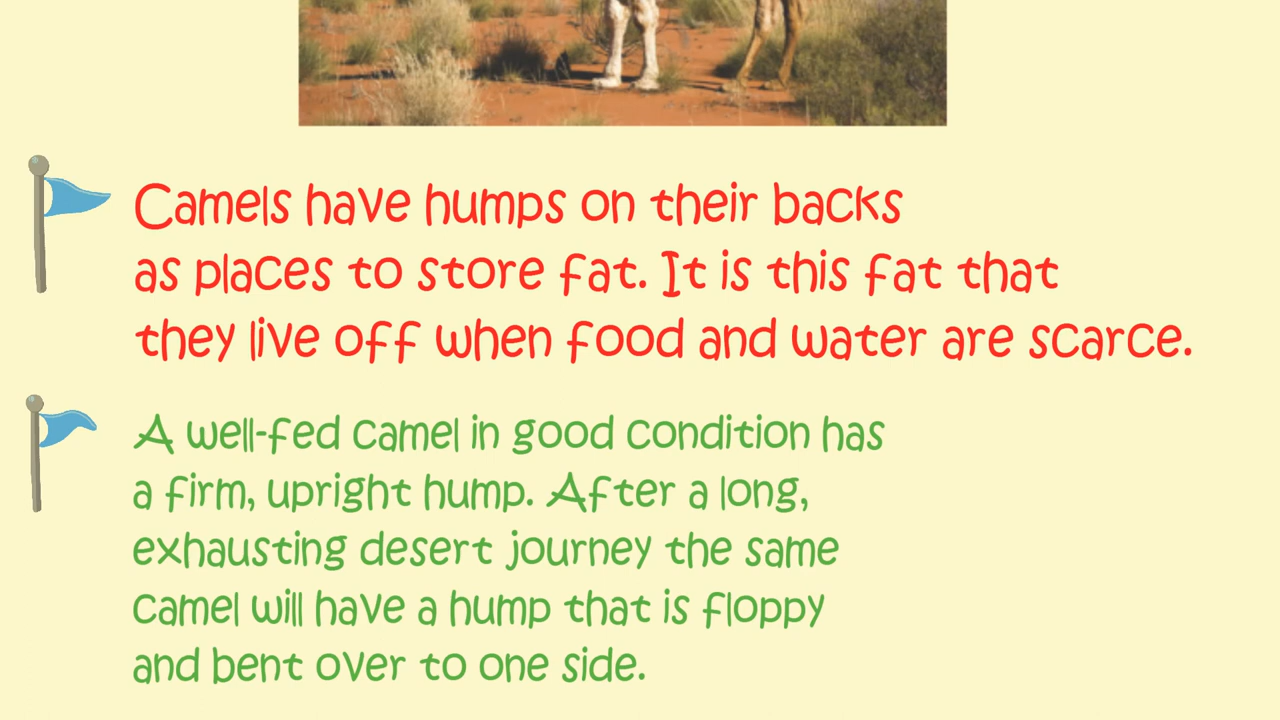 Camels have humps on their backs
as places to store fat. It is this fat that
they live off when food and water are scarce.
A well-fed camel in good condition has
a firm, upright hump. After a long,
exhausting desert journey the same
camel will have a hump that is floppy
and bent over to one side.